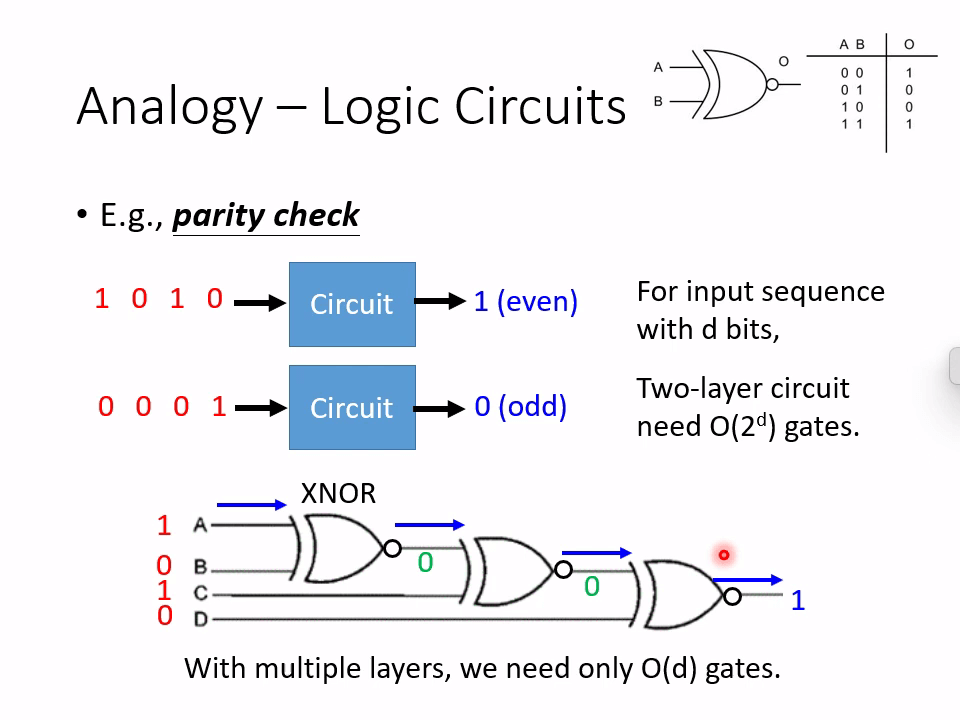 Analogy – Logic Circuits
A
B
O
A B O
0 0 1
0 1 0
1 0 0
1 1 1
• E.g., parity check
1 0 1 0 Circuit 1 (even)
0 0 0 1 Circuit 0 (odd)
For input sequence
with d bits,
Two-layer circuit
need O(2ᵈ) gates.
XNOR
1 A
0 B
1 C
0 D
0
0
1
With multiple layers, we need only O(d) gates.